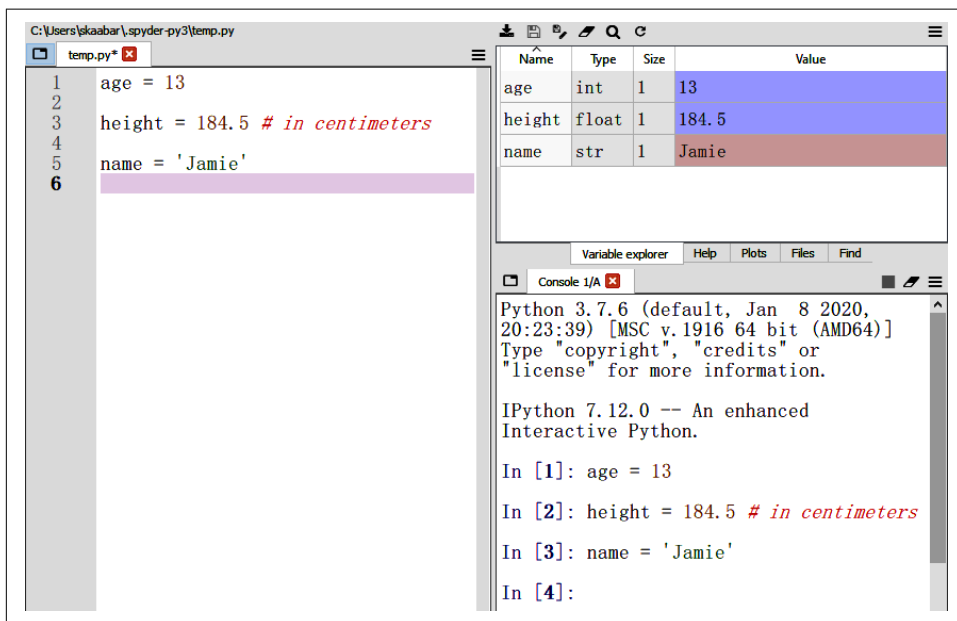 C:\Users\skaabar\.spyder-py3\temp.py
temp.py*
1 age = 13
2
3 height = 184.5 # in centimeters
4
5 name = 'Jamie'
6
Name Type Size Value
age int 1 13
height float 1 184.5
name str 1 Jamie
Variable explorer Help Plots Files Find
Console 1/A
Python 3.7.6 (default, Jan  8 2020,
20:23:39) [MSC v.1916 64 bit (AMD64)]
Type "copyright", "credits" or
"license" for more information.
IPython 7.12.0 -- An enhanced
Interactive Python.
In [1]: age = 13
In [2]: height = 184.5 # in centimeters
In [3]: name = 'Jamie'
In [4]: